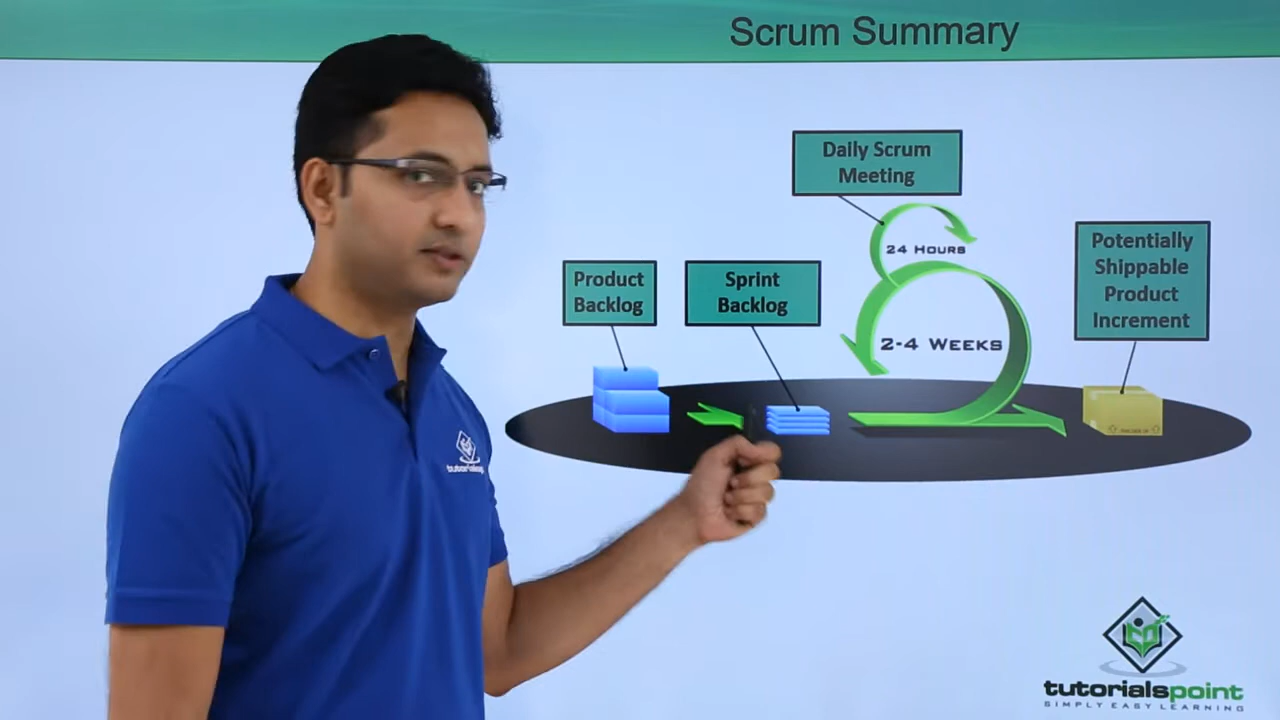 Scrum Summary
Daily Scrum
Meeting
24 HOURS
Potentially
Shippable
Product
Increment
Product
Backlog
Sprint
Backlog
2-4 WEEKS
tutorialspoint
SIMPLY EASY LEARNING